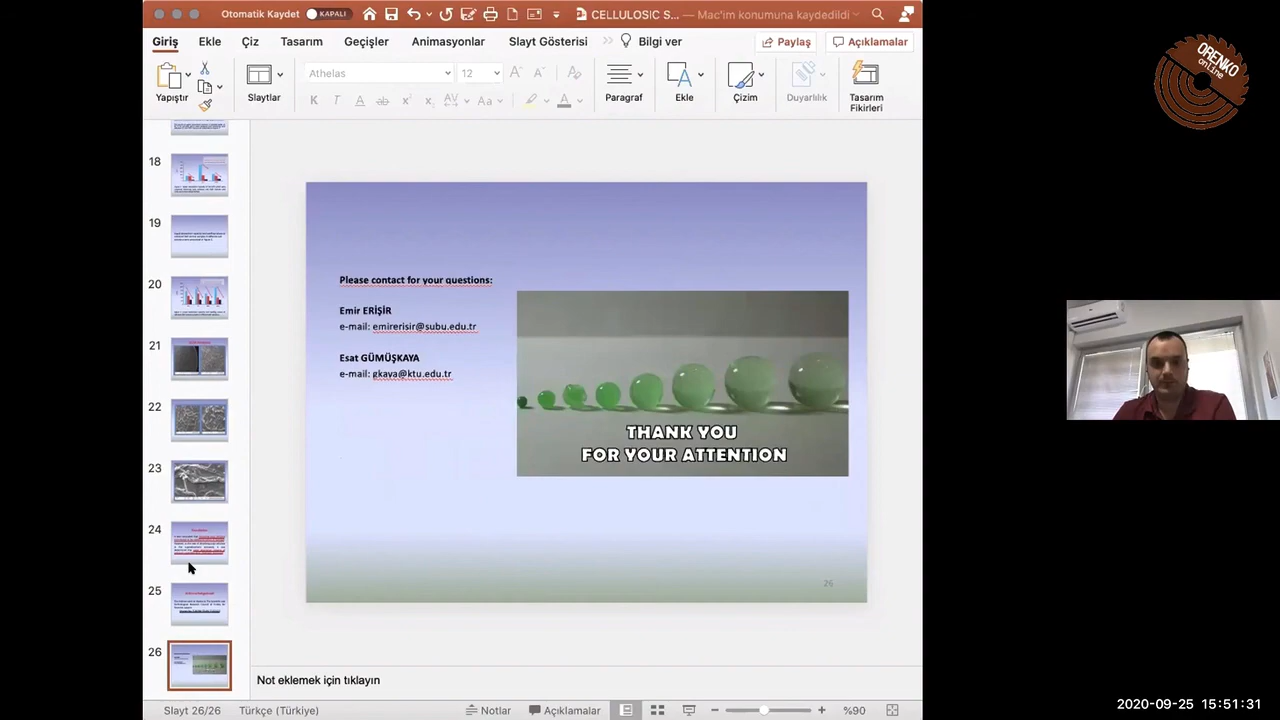 Otomatik Kaydet KAPALI
CELLULOSIC S... — Mac'im konumuna kaydedildi
Giriş Ekle Çiz Tasarım Geçişler Animasyonlar Slayt Gösterisi Bilgi ver Paylaş Açıklamalar
Athelas 12
Yapıştır Slaytlar Paragraf Ekle Çizim Duyarlılık Tasarım
Fikirleri
K T A ab x² x Aa A
ORENKO
onLine
18
19
20
21
22
23
24
25
26
Please contact for your questions:
Emir ERİŞİR
e-mail: emirerisir@subu.edu.tr
Esat GÜMÜŞKAYA
e-mail: gkaya@ktu.edu.tr
THANK YOU
FOR YOUR ATTENTION
26
Not eklemek için tıklayın
Slayt 26/26 Türkçe (Türkiye) Notlar Açıklamalar %90
2020-09-25 15:51:31